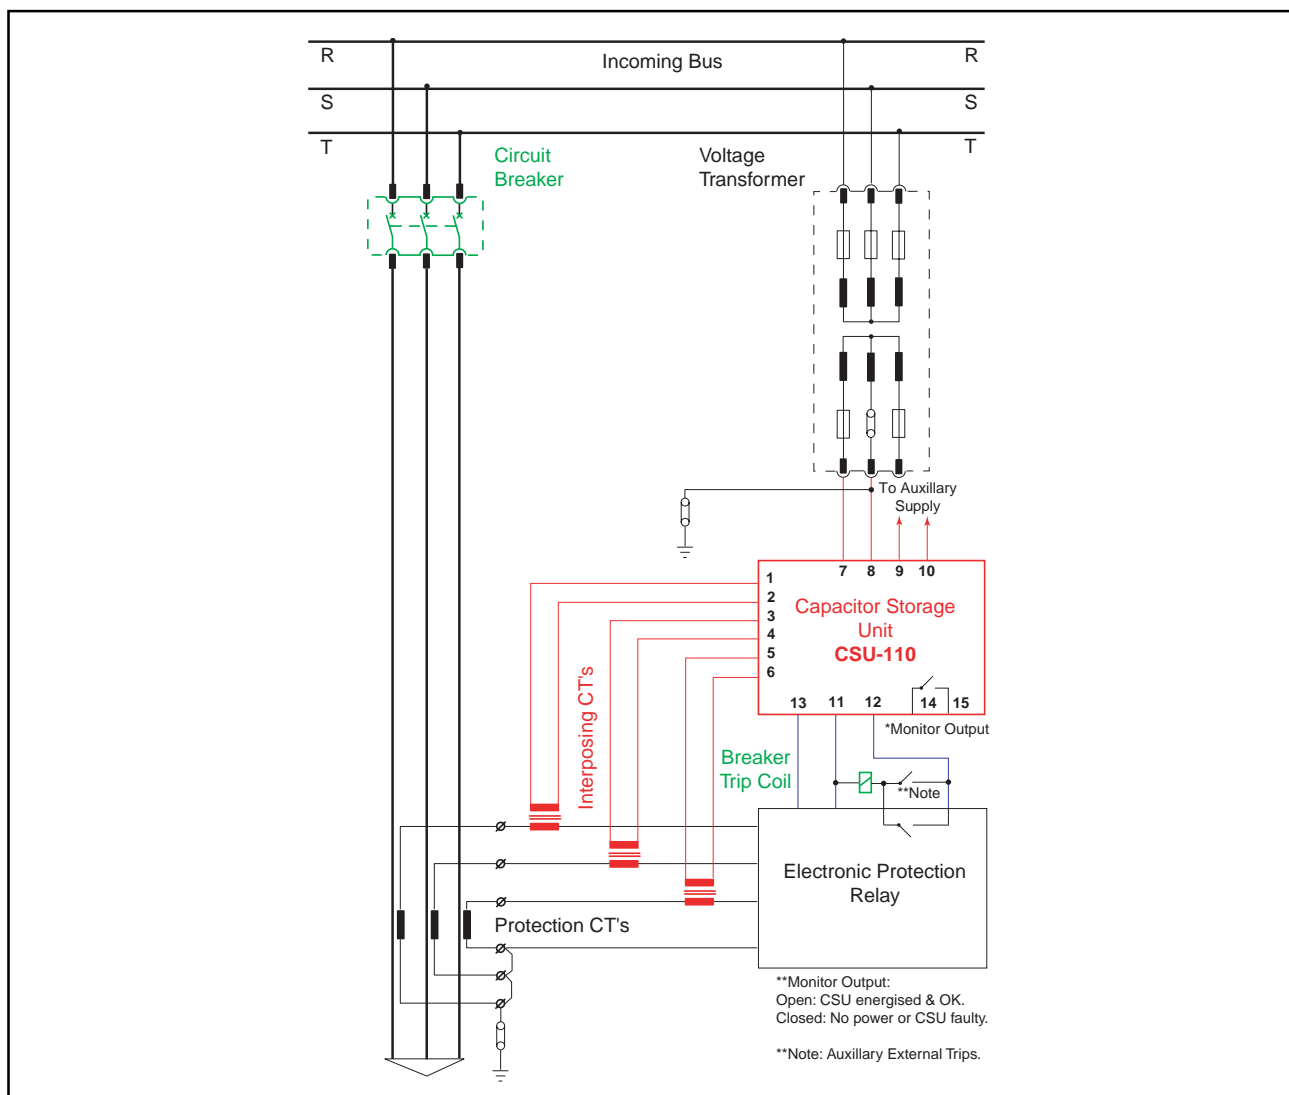 R
Incoming Bus
R
S
S
T
T
Circuit
Breaker
Voltage
Transformer
To Auxillary
Supply
7 8 9 10
1
2
3
4
5
6
Capacitor Storage
Unit
CSU-110
Interposing CT's
13 11 12 14 15
*Monitor Output
Breaker
Trip Coil
**Note
Electronic Protection
Relay
Protection CT's
**Monitor Output:
Open: CSU energised & OK.
Closed: No power or CSU faulty.
**Note: Auxillary External Trips.